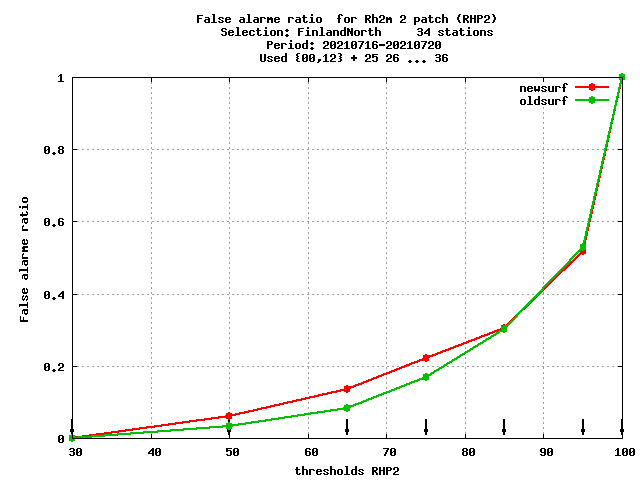 False alarme ratio  for Rh2m 2 patch (RHP2)
Selection: FinlandNorth     34 stations
Period: 20210716-20210720
Used {00,12} + 25 26 ... 36
newsurf
oldsurf
1
0.8
0.6
0.4
0.2
0
False alarme ratio
30 40 50 60 70 80 90 100
thresholds RHP2